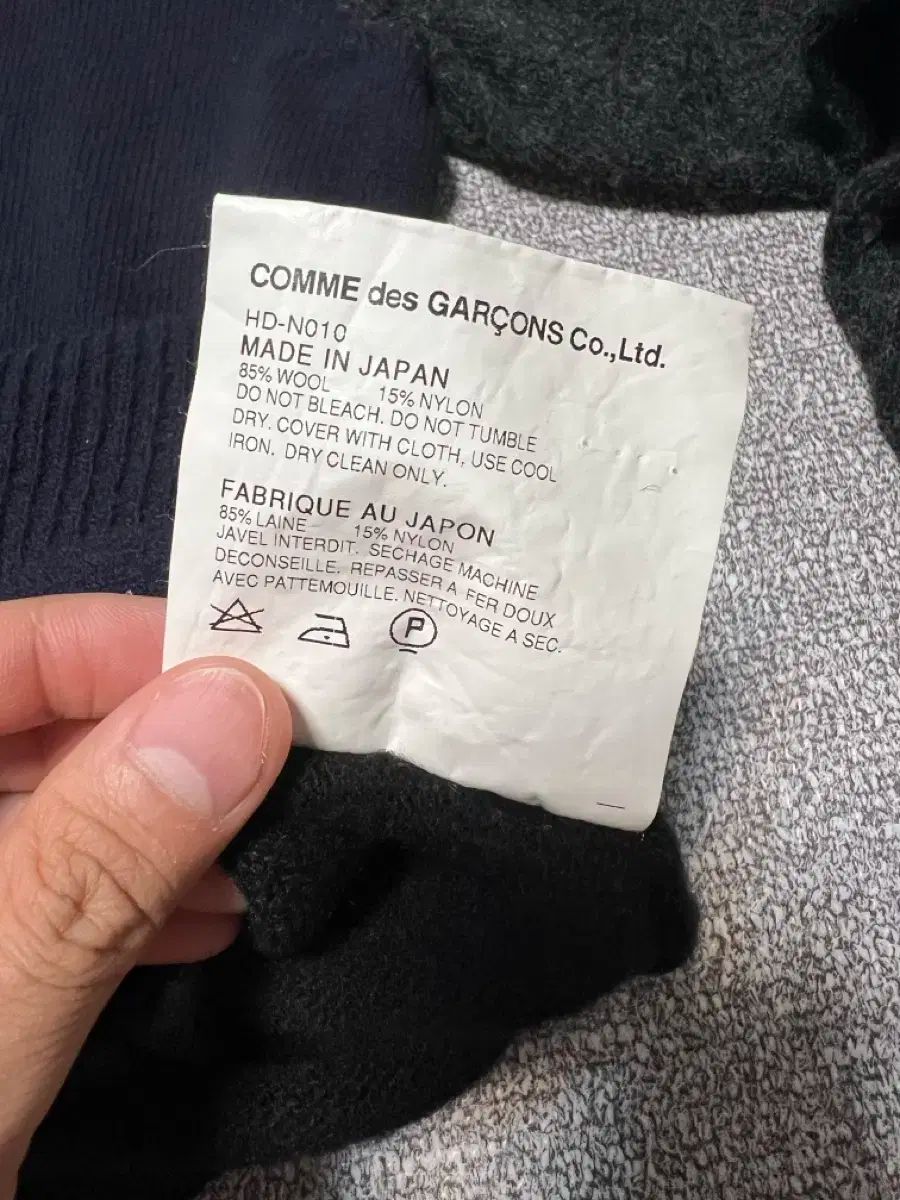 COMME des GARÇONS Co.,Ltd.
HD-N010
MADE IN JAPAN
85% WOOL 15% NYLON
DO NOT BLEACH. DO NOT TUMBLE
DRY. COVER WITH CLOTH, USE COOL
IRON. DRY CLEAN ONLY.
FABRIQUE AU JAPON
85% LAINE 15% NYLON
JAVEL INTERDIT. SECHAGE MACHINE
DECONSEILLE. REPASSER A FER DOUX
AVEC PATTEMOUILLE. NETTOYAGE A SEC.
P